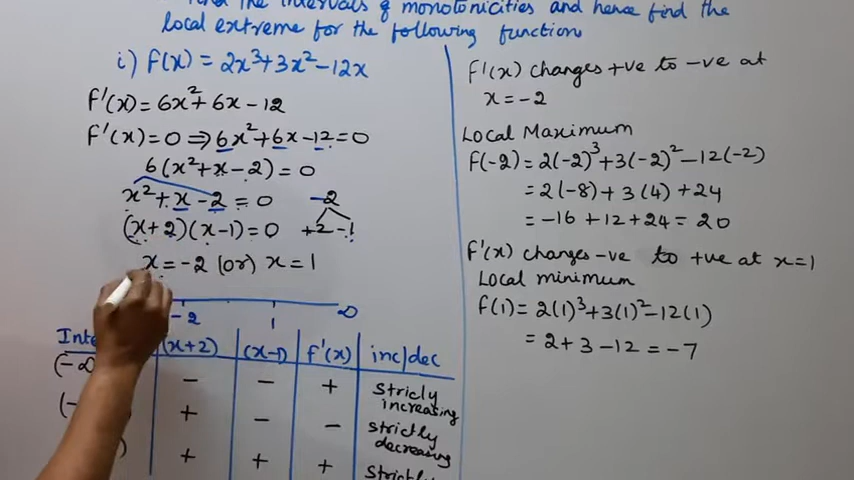 Find the intervals of monotonicities and hence find the
local extreme for the following function
i) f(x) = 2x³+3x²-12x
f'(x) = 6x²+6x-12
f'(x)=0 ⇒ 6x²+6x-12=0
6(x²+x-2)=0
x²+x-2=0
-2
(x+2)(x-1)=0
+2 -1
x=-2 (or) x=1
-2 1 ∞
(x+2) (x-1) f'(x) inc/dec
(-∞ - - + stricly increasing
(- + - - strictly decreasing
) + + + strictly
f'(x) changes +ve to -ve at
x=-2
Local Maximum
f(-2) = 2(-2)³+3(-2)²-12(-2)
= 2(-8)+3(4)+24
= -16+12+24 = 20
f'(x) changes -ve to +ve at x=1
Local minimum
f(1) = 2(1)³+3(1)²-12(1)
= 2+3-12 = -7